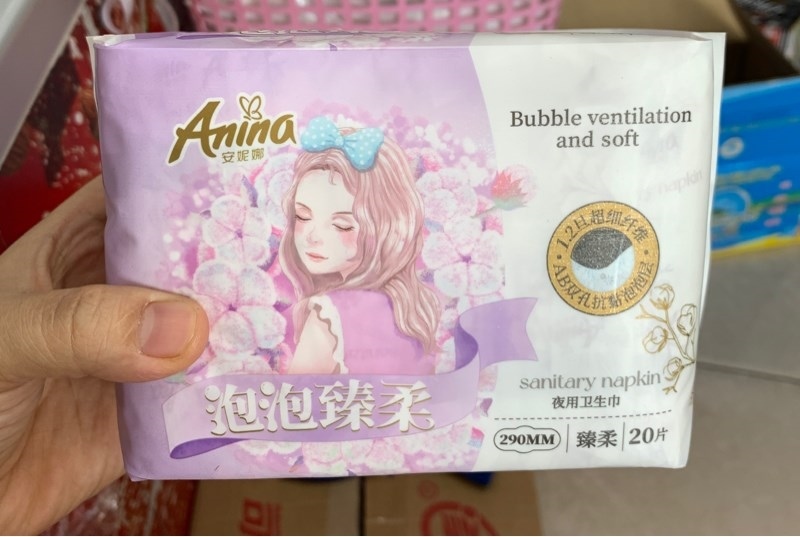 Anina
安妮娜
Bubble ventilation
and soft
1.2旦超细纤维
AB双孔抗黏泡泡层
泡泡臻柔
sanitary napkin
夜用卫生巾
290MM
臻柔
20片